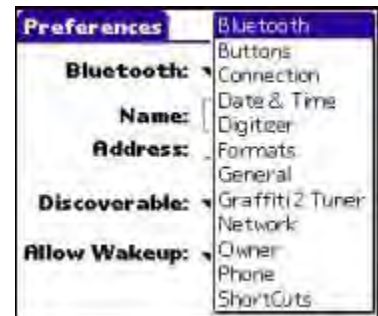 Preferences
Bluetooth:
Name:
Address:
Discoverable:
Allow Wakeup:
Bluetooth
Buttons
Connection
Date & Time
Digitizer
Formats
General
Graffiti 2 Tuner
Network
Owner
Phone
ShortCuts